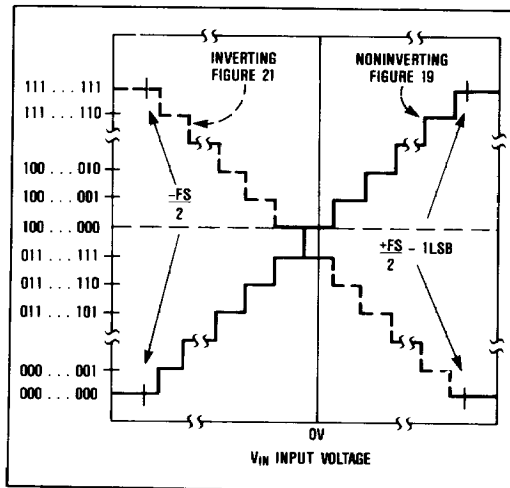 INVERTING
FIGURE 21
NONINVERTING
FIGURE 19
111 ... 111
111 ... 110
100 ... 010
100 ... 001
100 ... 000
011 ... 111
011 ... 110
011 ... 101
000 ... 001
000 ... 000
-FS
2
+FS
2
- 1LSB
0V
VIN INPUT VOLTAGE